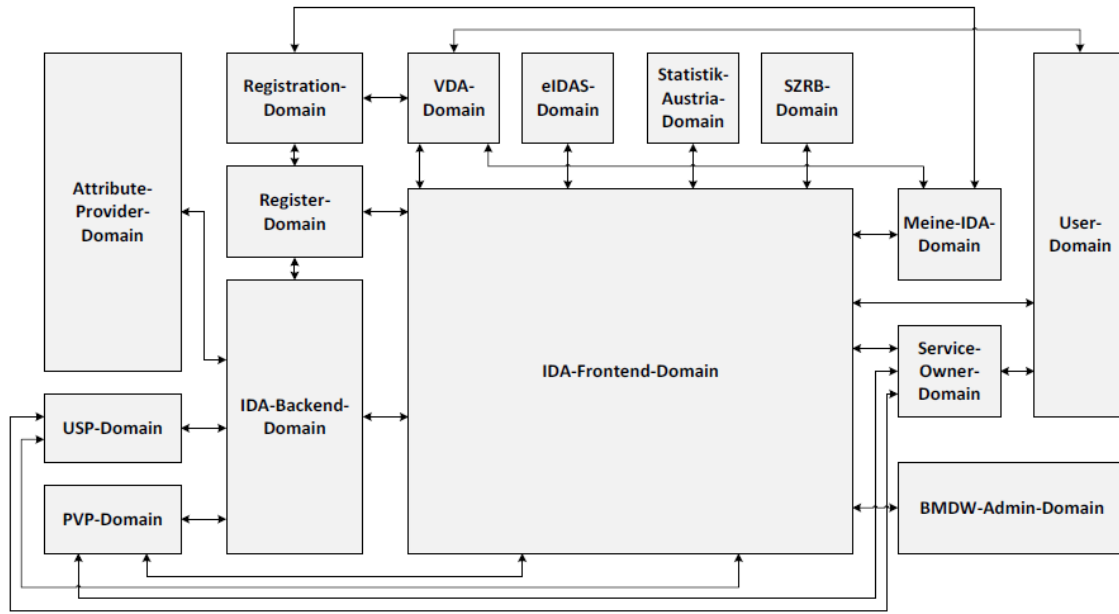 Registration-
Domain
VDA-
Domain
eIDAS-
Domain
Statistik-
Austria-
Domain
SZRB-
Domain
Attribute-
Provider-
Domain
Register-
Domain
Meine-IDA-
Domain
User-
Domain
IDA-Frontend-Domain
Service-
Owner-
Domain
USP-Domain
IDA-Backend-
Domain
PVP-Domain
BMDW-Admin-Domain